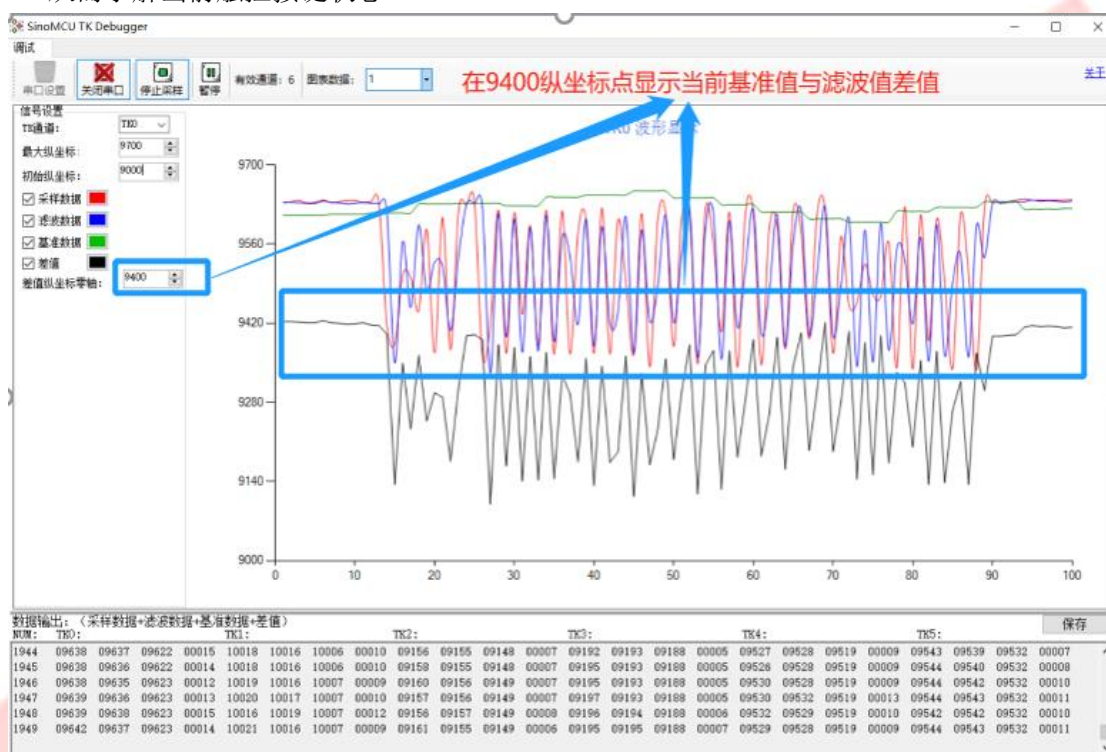 SinoMCU TK Debugger
调试
串口设置 关闭串口 停止采样 暂停 有效通道: 6 图表数据: 1
在9400纵坐标点显示当前基准值与滤波值差值
关于
信号设置
TK通道: TK0
最大纵坐标: 9700
初始纵坐标: 9000
采样数据
滤波数据
基准数据
差值
差值纵坐标零轴: 9400
波形显示
9700
9560
9420
9280
9140
9000
0 10 20 30 40 50 60 70 80 90 100
数据输出: (采样数据+滤波数据+基准数据+差值)
保存
NUM: TK0: TK1: TK2: TK3: TK4: TK5:
1944 09638 09637 09622 00015 10018 10016 10006 00010 09156 09155 09148 00007 09192 09193 09188 00005 09527 09528 09519 00009 09543 09539 09532 00007
1945 09638 09636 09622 00014 10018 10016 10006 00010 09158 09155 09148 00007 09195 09193 09188 00005 09526 09528 09519 00009 09544 09540 09532 00008
1946 09638 09635 09623 00012 10019 10016 10007 00009 09160 09156 09149 00007 09195 09193 09188 00005 09530 09528 09519 00009 09544 09542 09532 00010
1947 09639 09636 09623 00013 10020 10017 10007 00010 09157 09156 09149 00007 09197 09193 09188 00005 09530 09532 09519 00013 09544 09543 09532 00011
1948 09639 09638 09623 00015 10016 10019 10007 00012 09156 09157 09149 00008 09196 09194 09188 00006 09532 09529 09519 00010 09542 09542 09532 00010
1949 09642 09637 09623 00014 10021 10016 10007 00009 09161 09155 09149 00006 09195 09195 09188 00007 09529 09528 09519 00009 09544 09543 09532 00011